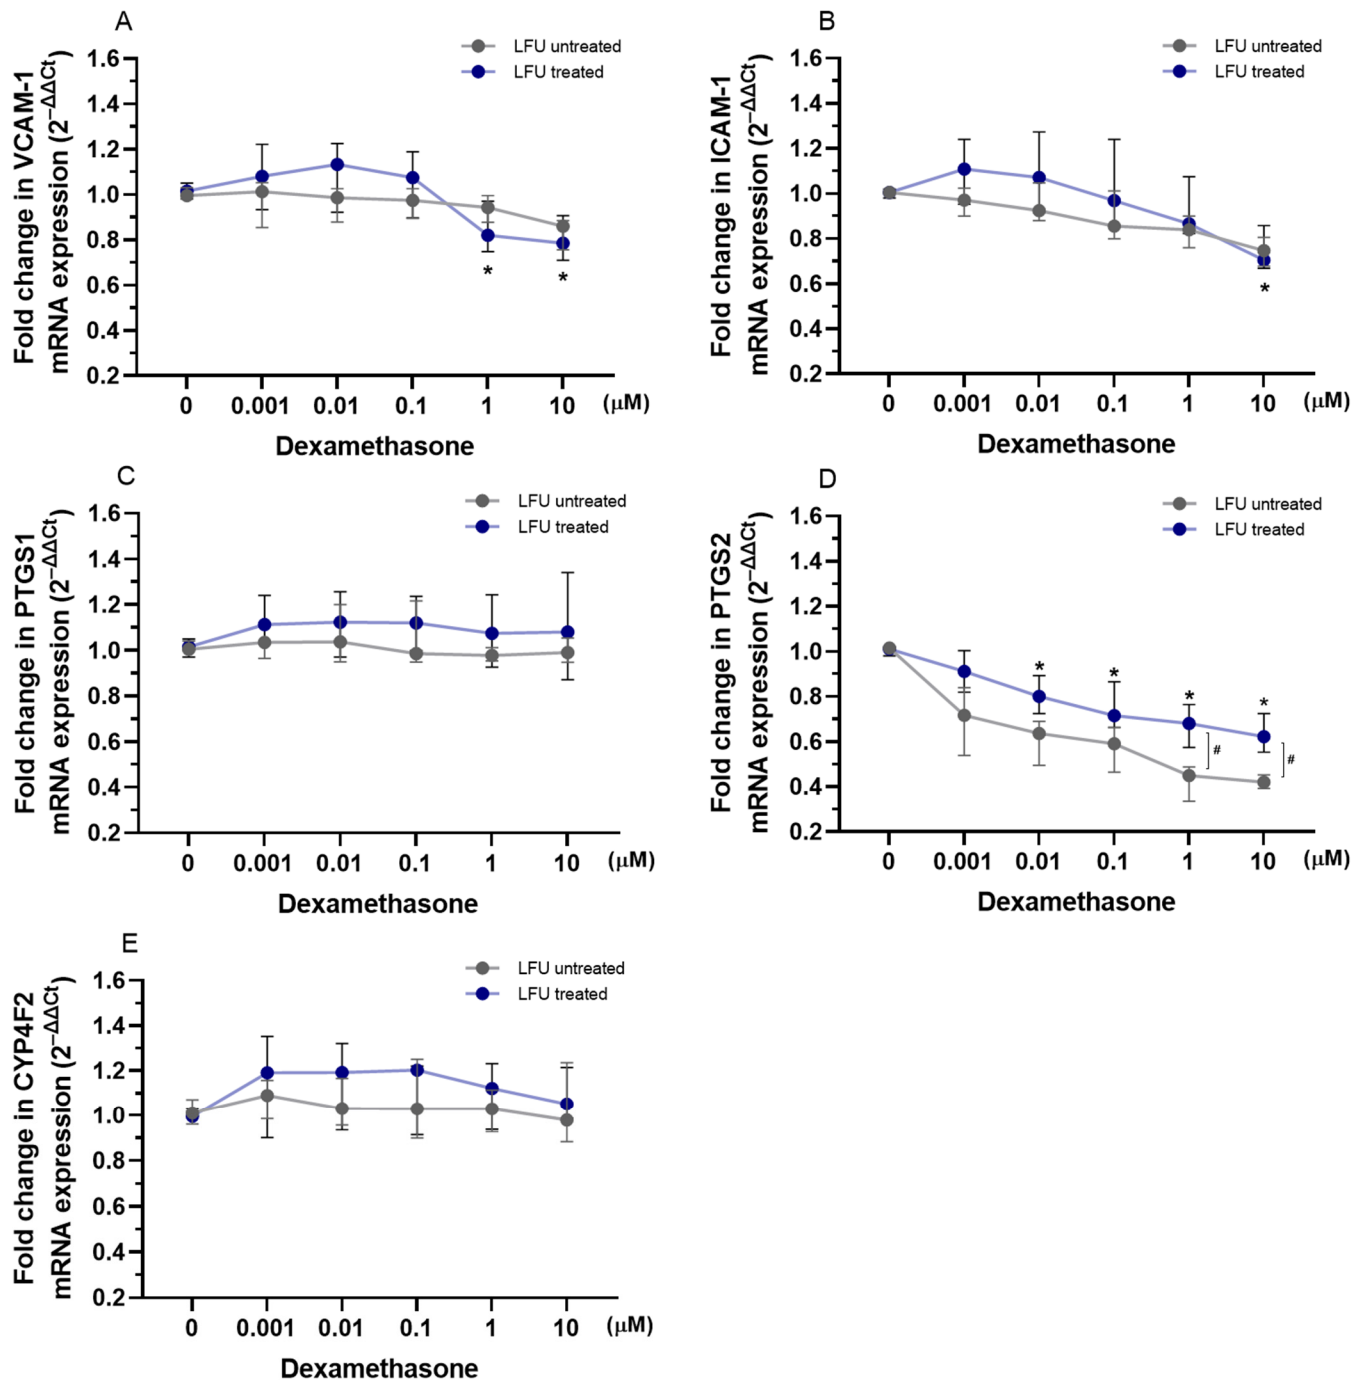 A
LFU untreated
LFU treated
Fold change in VCAM-1
mRNA expression (2⁻ΔΔCt)
1.6
1.4
1.2
1.0
0.8
0.6
0.4
0.2
*
*
0 0.001 0.01 0.1 1 10 (μM)
Dexamethasone
B
LFU untreated
LFU treated
Fold change in ICAM-1
mRNA expression (2⁻ΔΔCt)
1.6
1.4
1.2
1.0
0.8
0.6
0.4
0.2
*
0 0.001 0.01 0.1 1 10 (μM)
Dexamethasone
C
LFU untreated
LFU treated
Fold change in PTGS1
mRNA expression (2⁻ΔΔCt)
1.6
1.4
1.2
1.0
0.8
0.6
0.4
0.2
0 0.001 0.01 0.1 1 10 (μM)
Dexamethasone
D
LFU untreated
LFU treated
Fold change in PTGS2
mRNA expression (2⁻ΔΔCt)
1.6
1.4
1.2
1.0
0.8
0.6
0.4
0.2
* * * *
# #
0 0.001 0.01 0.1 1 10 (μM)
Dexamethasone
E
LFU untreated
LFU treated
Fold change in CYP4F2
mRNA expression (2⁻ΔΔCt)
1.6
1.4
1.2
1.0
0.8
0.6
0.4
0.2
0 0.001 0.01 0.1 1 10 (μM)
Dexamethasone